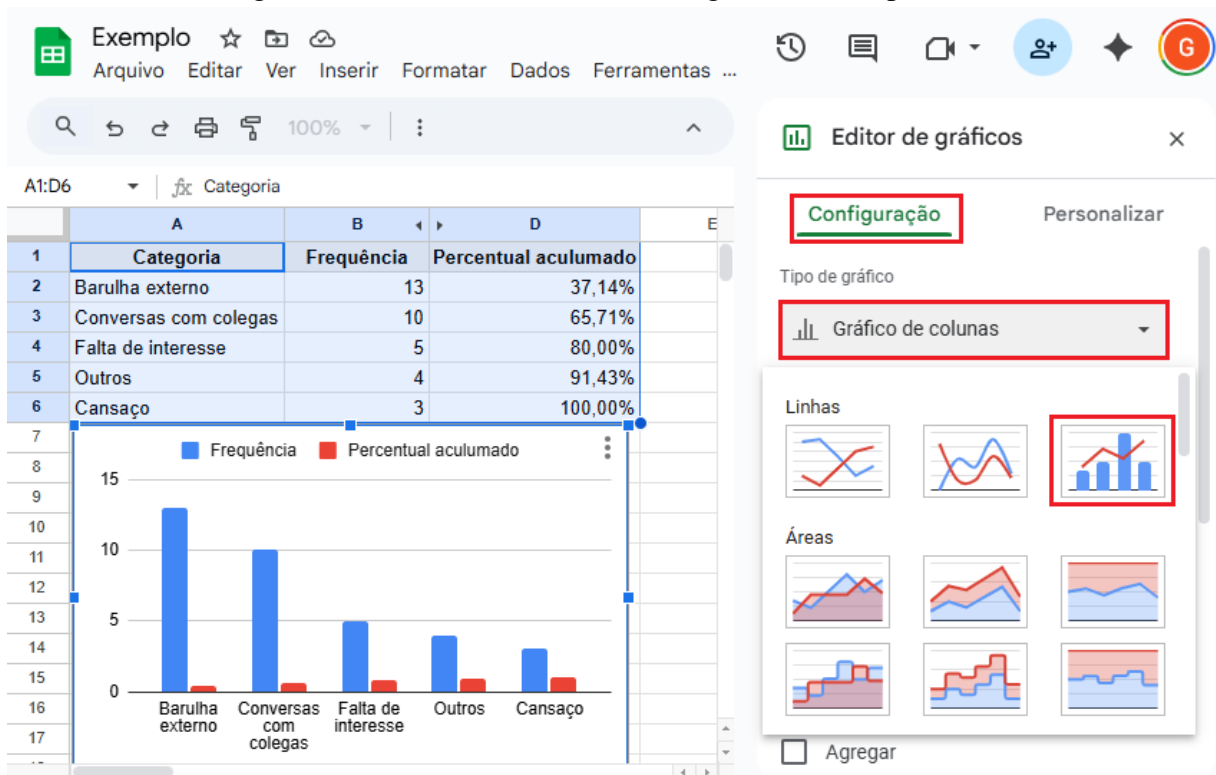 Exemplo
Arquivo Editar Ver Inserir Formatar Dados Ferramentas ...
G
100%
Editor de gráficos
A1:D6
fx Categoria
Configuração Personalizar
A B D E
1 Categoria Frequência Percentual aculumado
2 Barulha externo 13 37,14%
3 Conversas com colegas 10 65,71%
4 Falta de interesse 5 80,00%
5 Outros 4 91,43%
6 Cansaço 3 100,00%
7
8
9
10
11
12
13
14
15
16
17
Frequência Percentual aculumado
15
10
5
0
Barulha externo
Conversas com colegas
Falta de interesse
Outros
Cansaço
Tipo de gráfico
Gráfico de colunas
Linhas
Áreas
Agregar